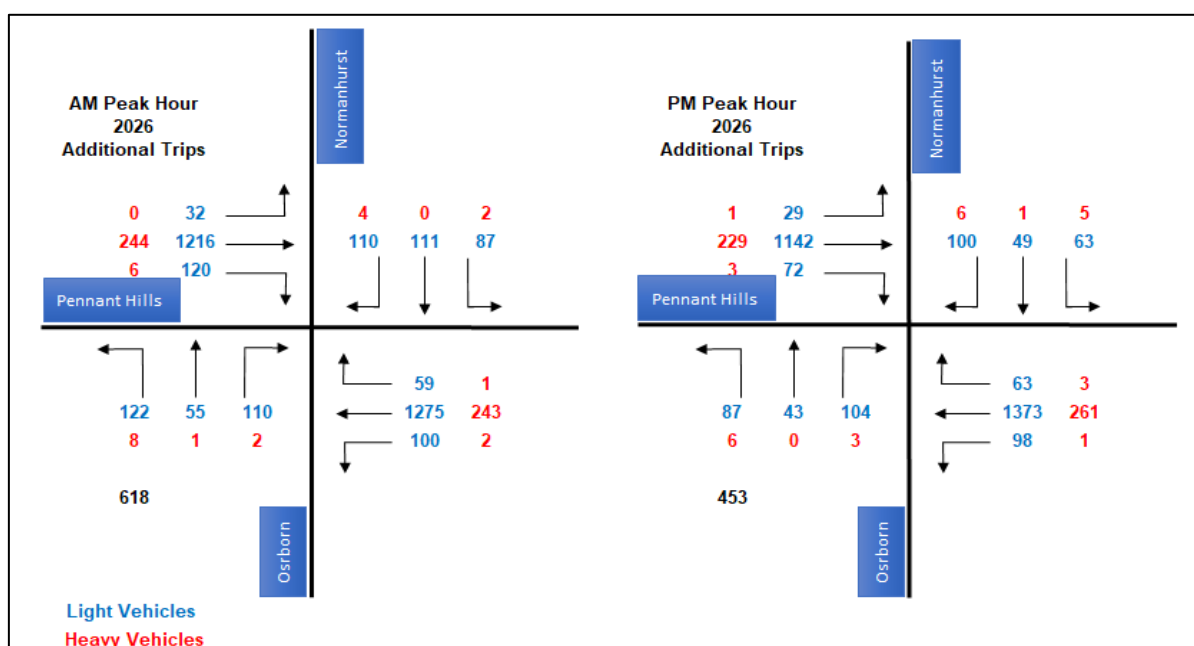 AM Peak Hour
2026
Additional Trips
Normanhurst
0 32
244 1216
6 120
4 0 2
110 111 87
Pennant Hills
122 55 110
8 1 2
59 1
1275 243
100 2
618
Osrborn
Light Vehicles
Heavy Vehicles
PM Peak Hour
2026
Additional Trips
Normanhurst
1 29
229 1142
3 72
6 1 5
100 49 63
Pennant Hills
87 43 104
6 0 3
63 3
1373 261
98 1
453
Osrborn